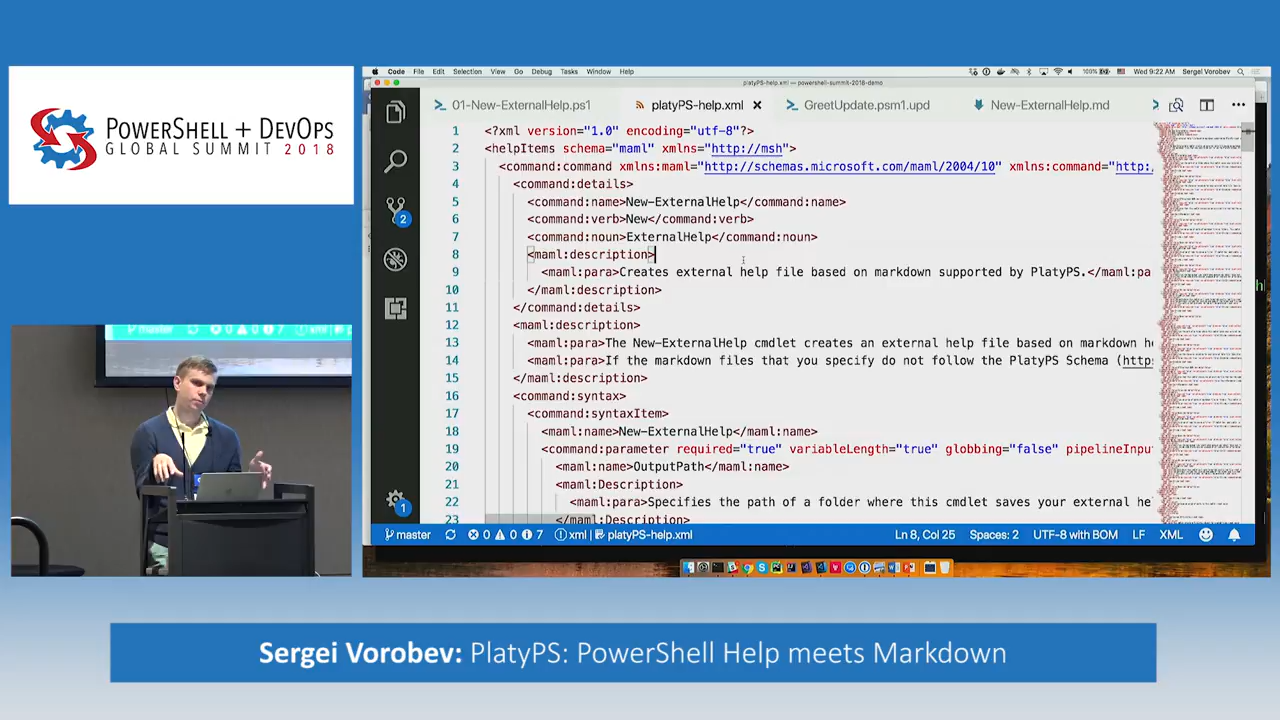 POWERSHELL + DEVOPS
GLOBAL SUMMIT 2018
Code File Edit Selection View Go Debug Tasks Window Help
100% Wed 9:22 AM Sergei Vorobev
platyPS-help.xml — powershell-summit-2018-demo
01-New-ExternalHelp.ps1 platyPS-help.xml GreetUpdate.psm1.upd New-ExternalHelp.md
1 <?xml version="1.0" encoding="utf-8"?>
2 <helpItems schema="maml" xmlns="http://msh">
3 <command:command xmlns:maml="http://schemas.microsoft.com/maml/2004/10" xmlns:command="http:
4 <command:details>
5 <command:name>New-ExternalHelp</command:name>
6 <command:verb>New</command:verb>
7 <command:noun>ExternalHelp</command:noun>
8 <maml:description>
9 <maml:para>Creates external help file based on markdown supported by PlatyPS.</maml:pa
10 </maml:description>
11 </command:details>
12 <maml:description>
13 <maml:para>The New-ExternalHelp cmdlet creates an external help file based on markdown he
14 <maml:para>If the markdown files that you specify do not follow the PlatyPS Schema (http
15 </maml:description>
16 <command:syntax>
17 <command:syntaxItem>
18 <maml:name>New-ExternalHelp</maml:name>
19 <command:parameter required="true" variableLength="true" globbing="false" pipelineInpu
20 <maml:name>OutputPath</maml:name>
21 <maml:Description>
22 <maml:para>Specifies the path of a folder where this cmdlet saves your external he
23 </maml:Description>
2
1
master 0 0 7 xml platyPS-help.xml Ln 8, Col 25 Spaces: 2 UTF-8 with BOM LF XML
master 0 0 7 xml
Sergei Vorobev: PlatyPS: PowerShell Help meets Markdown